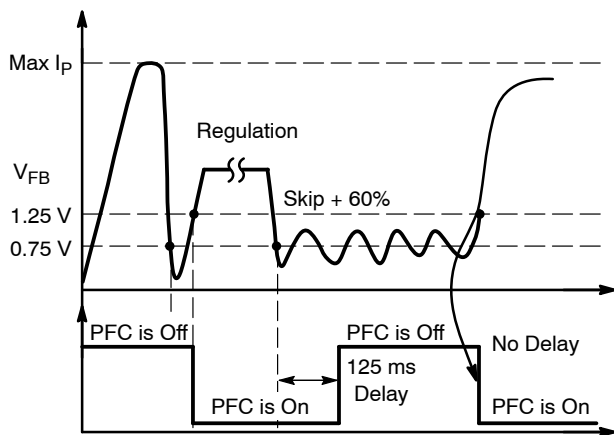 Max IP
Regulation
VFB
Skip + 60%
1.25 V
0.75 V
PFC is Off
PFC is Off
No Delay
125 ms
Delay
PFC is On
PFC is On